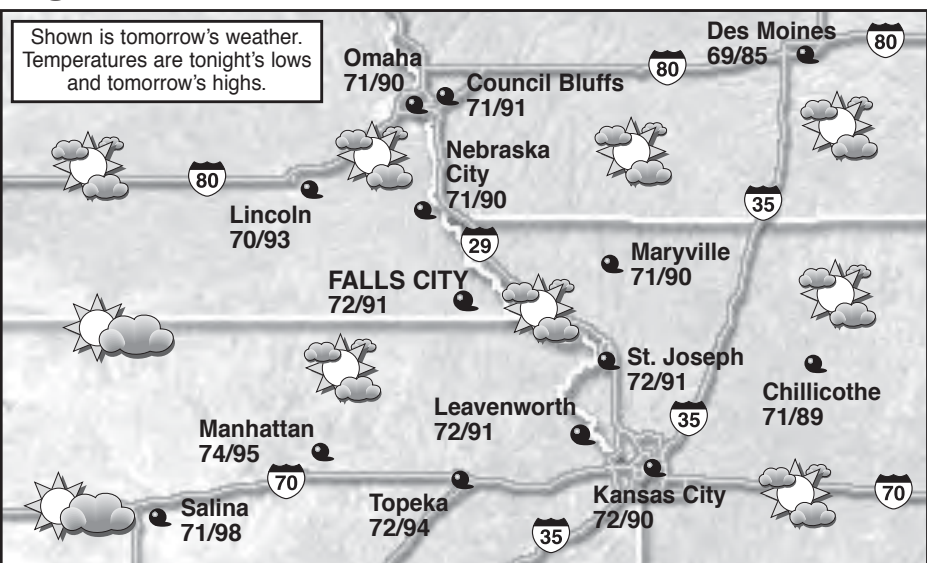 Shown is tomorrow's weather.
Temperatures are tonight's lows
and tomorrow's highs.
Omaha
71/90
Council Bluffs
71/91
80
Des Moines
69/85
80
80
Lincoln
70/93
Nebraska
City
71/90
29
35
Maryville
71/90
FALLS CITY
72/91
St. Joseph
72/91
Chillicothe
71/89
Leavenworth
72/91
35
Manhattan
74/95
70
Salina
71/98
Topeka
72/94
35
Kansas City
72/90
70